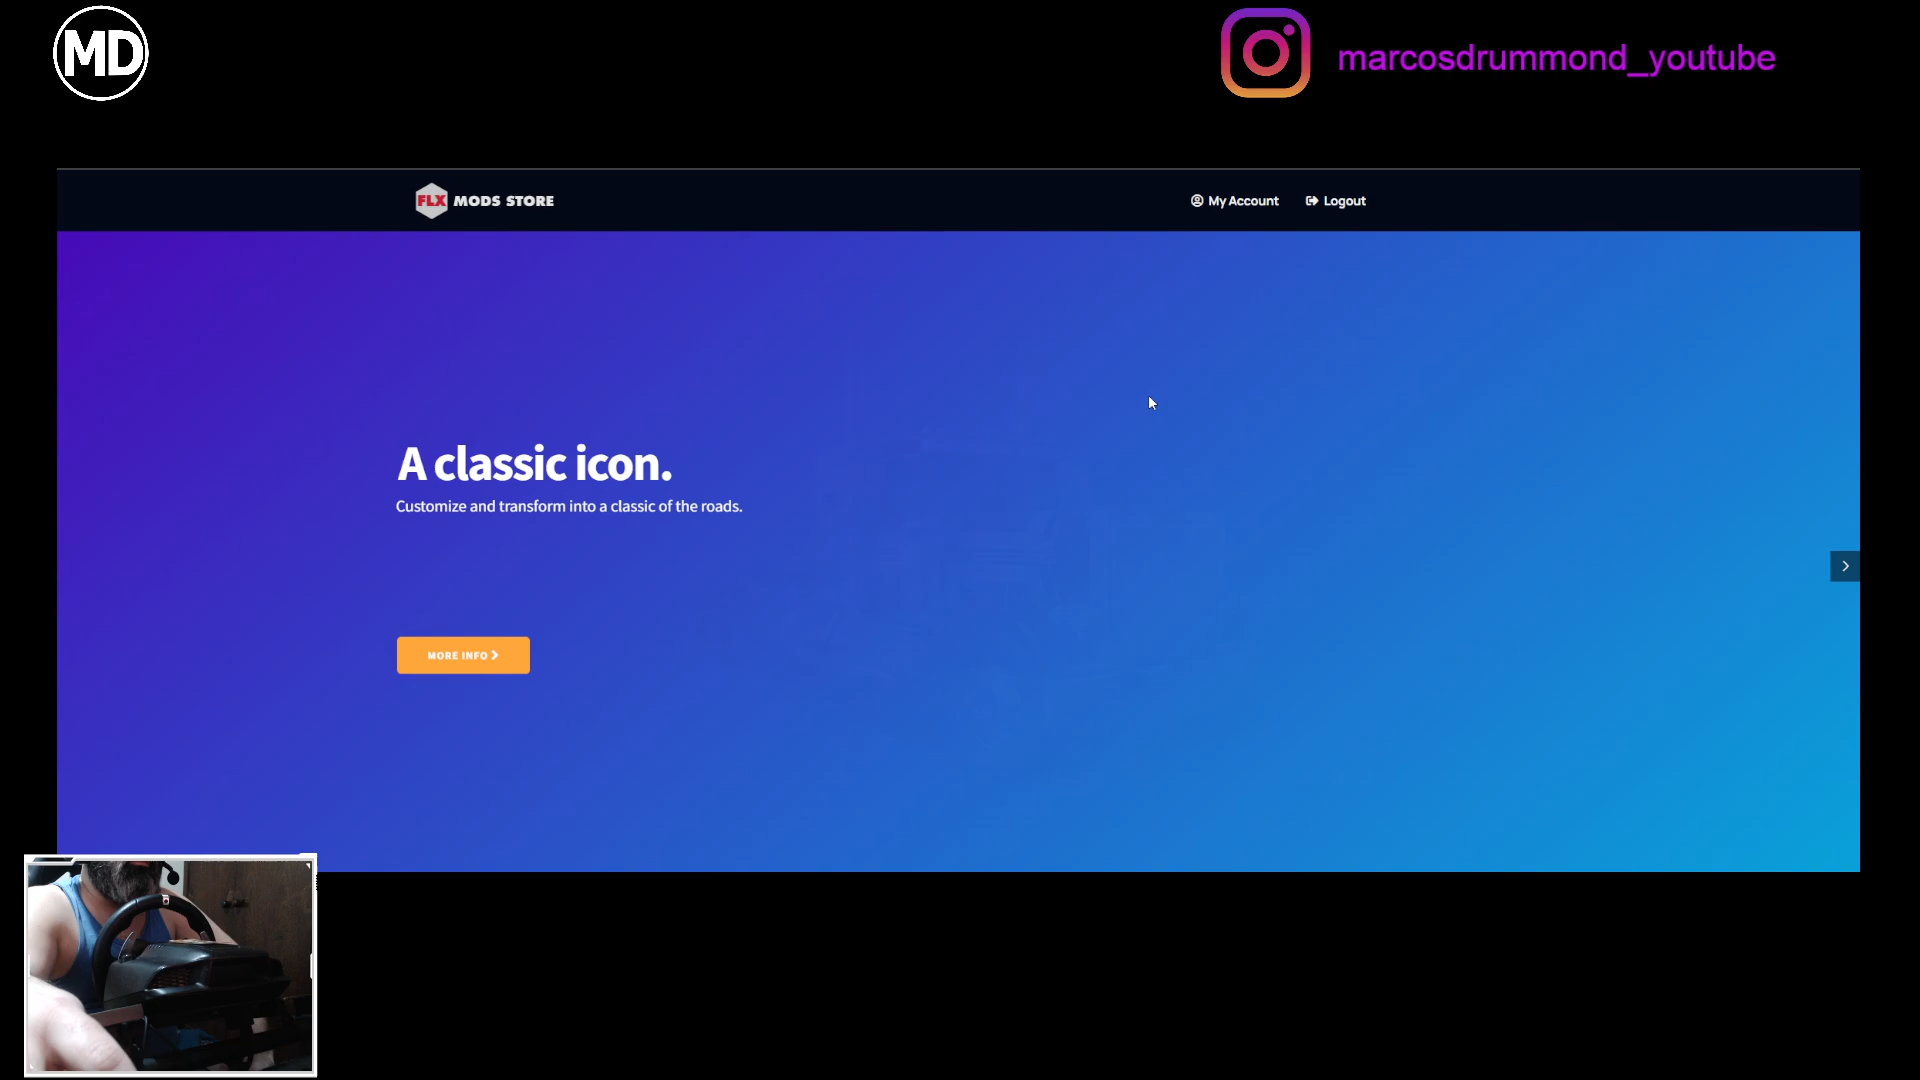 MD
marcosdrummond_youtube
FLX MODS STORE
My Account
Logout
A classic icon.
Customize and transform into a classic of the roads.
MORE INFO